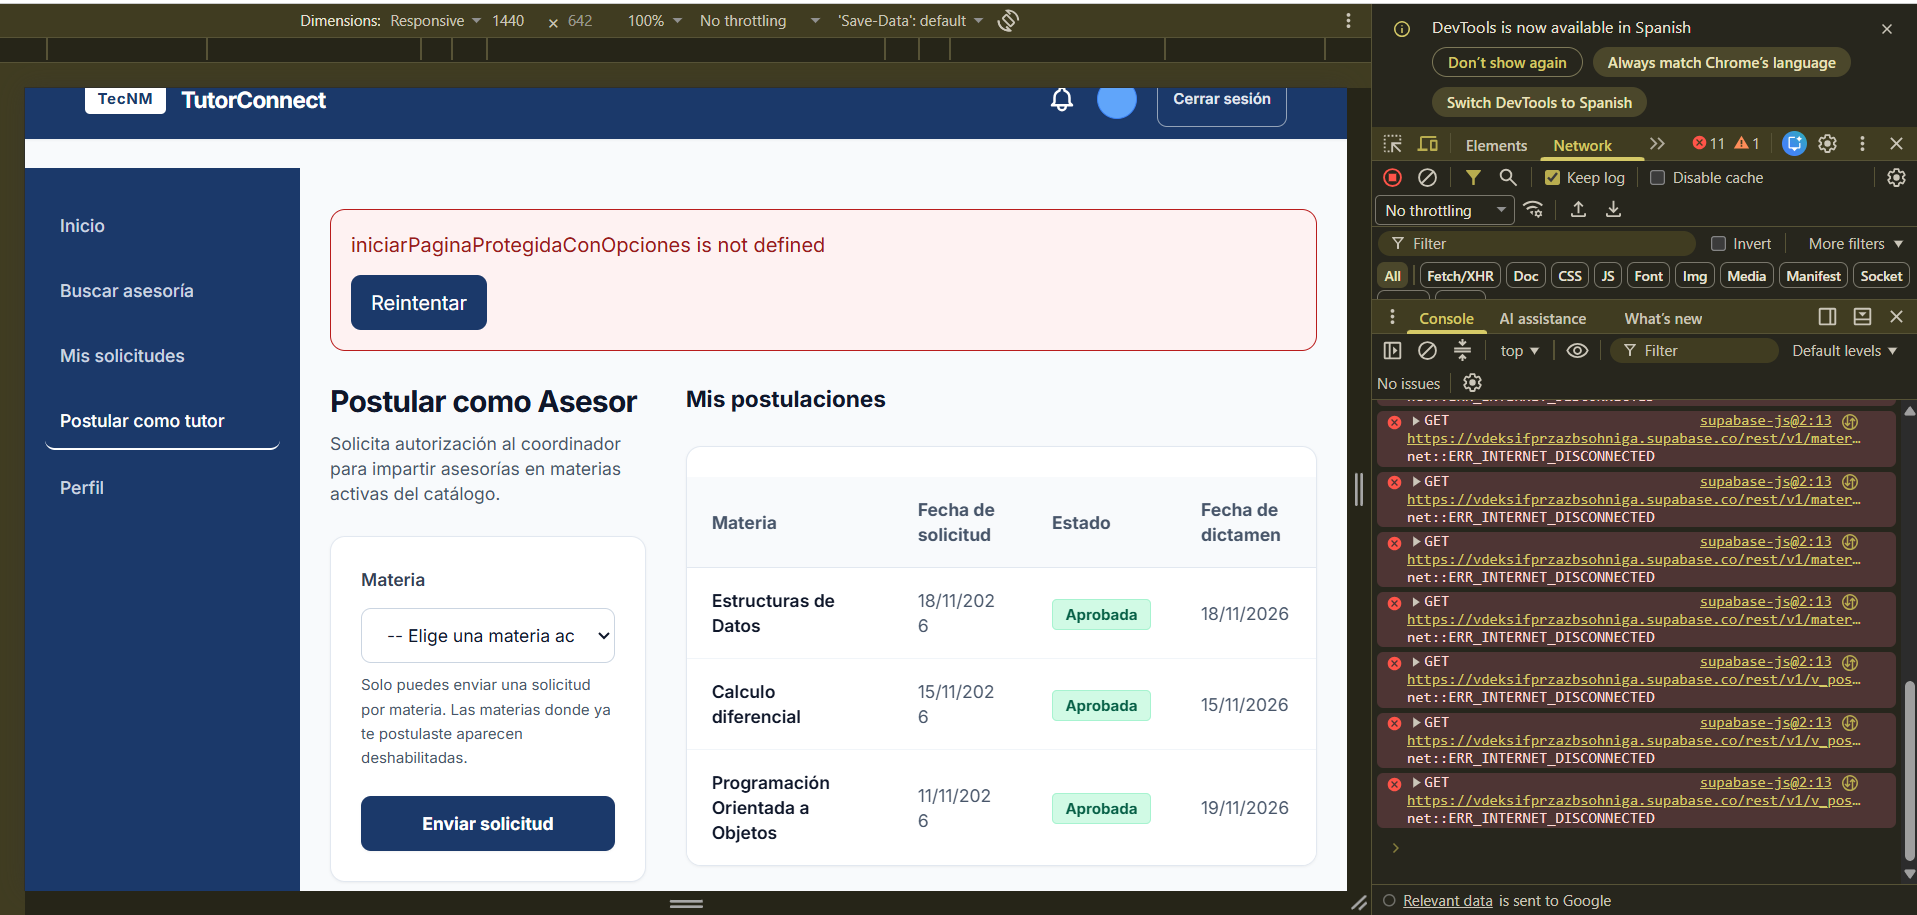 Dimensions: Responsive 1440 × 642 100% No throttling 'Save-Data': default
TecNM TutorConnect Cerrar sesión
Inicio
Buscar asesoría
Mis solicitudes
Postular como tutor
Perfil
iniciarPaginaProtegidaConOpciones is not defined
Reintentar
Postular como Asesor
Solicita autorización al coordinador
para impartir asesorías en materias
activas del catálogo.
Materia
-- Elige una materia ac
Solo puedes enviar una solicitud
por materia. Las materias donde ya
te postulaste aparecen
deshabilitadas.
Enviar solicitud
Mis postulaciones
Materia
Fecha de
solicitud
Estado
Fecha de
dictamen
Estructuras de
Datos
18/11/202
6
Aprobada
18/11/2026
Calculo
diferencial
15/11/202
6
Aprobada
15/11/2026
Programación
Orientada a
Objetos
11/11/202
6
Aprobada
19/11/2026
DevTools is now available in Spanish
Don't show again
Always match Chrome's language
Switch DevTools to Spanish
Elements Network 11 1
Keep log Disable cache
No throttling
Filter Invert More filters
All Fetch/XHR Doc CSS JS Font Img Media Manifest Socket
Console AI assistance What's new
top Filter Default levels
No issues
GET supabase-js@2:13
https://vdeksifprzazbsohniga.supabase.co/rest/v1/mater…
net::ERR_INTERNET_DISCONNECTED
GET supabase-js@2:13
https://vdeksifprzazbsohniga.supabase.co/rest/v1/mater…
net::ERR_INTERNET_DISCONNECTED
GET supabase-js@2:13
https://vdeksifprzazbsohniga.supabase.co/rest/v1/mater…
net::ERR_INTERNET_DISCONNECTED
GET supabase-js@2:13
https://vdeksifprzazbsohniga.supabase.co/rest/v1/mater…
net::ERR_INTERNET_DISCONNECTED
GET supabase-js@2:13
https://vdeksifprzazbsohniga.supabase.co/rest/v1/v_pos…
net::ERR_INTERNET_DISCONNECTED
GET supabase-js@2:13
https://vdeksifprzazbsohniga.supabase.co/rest/v1/v_pos…
net::ERR_INTERNET_DISCONNECTED
GET supabase-js@2:13
https://vdeksifprzazbsohniga.supabase.co/rest/v1/v_pos…
net::ERR_INTERNET_DISCONNECTED
Relevant data is sent to Google